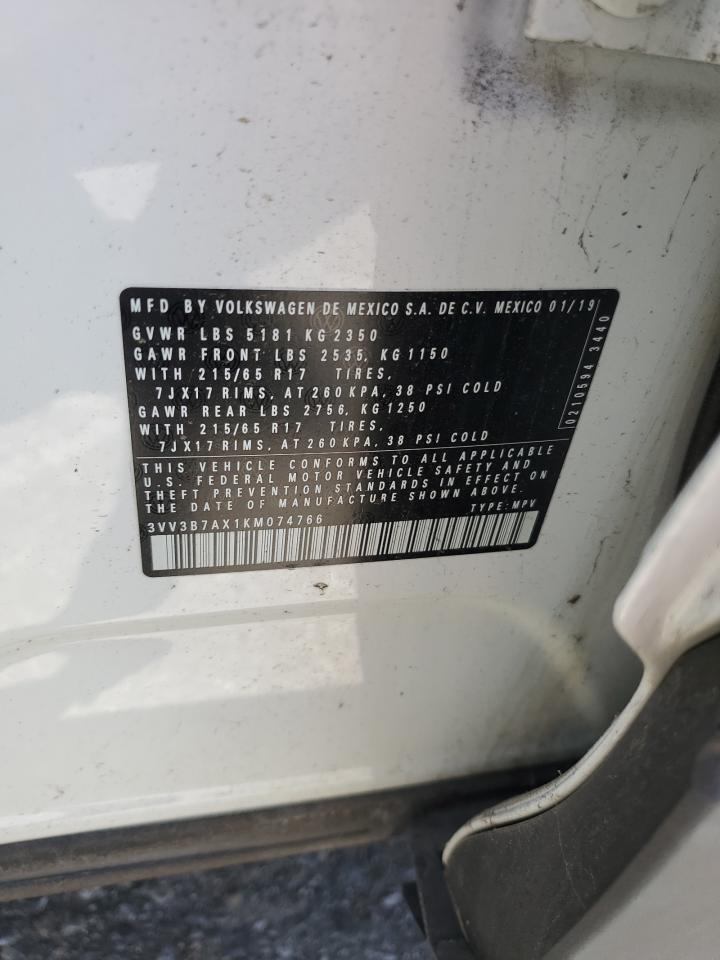 MFD BY VOLKSWAGEN DE MEXICO S.A. DE C.V. MEXICO 01/19
GVWR LBS 5181 KG 2350
GAWR FRONT LBS 2535, KG 1150
WITH 215/65 R17 TIRES,
7JX17 RIMS, AT 260 KPA, 38 PSI COLD
GAWR REAR LBS 2756, KG 1250
WITH 215/65 R17 TIRES,
7JX17 RIMS, AT 260 KPA, 38 PSI COLD
0210594 3440
THIS VEHICLE CONFORMS TO ALL APPLICABLE
U.S. FEDERAL MOTOR VEHICLE SAFETY AND
THEFT PREVENTION STANDARDS IN EFFECT ON
THE DATE OF MANUFACTURE SHOWN ABOVE.
TYPE: MPV
3VV3B7AX1KM074766